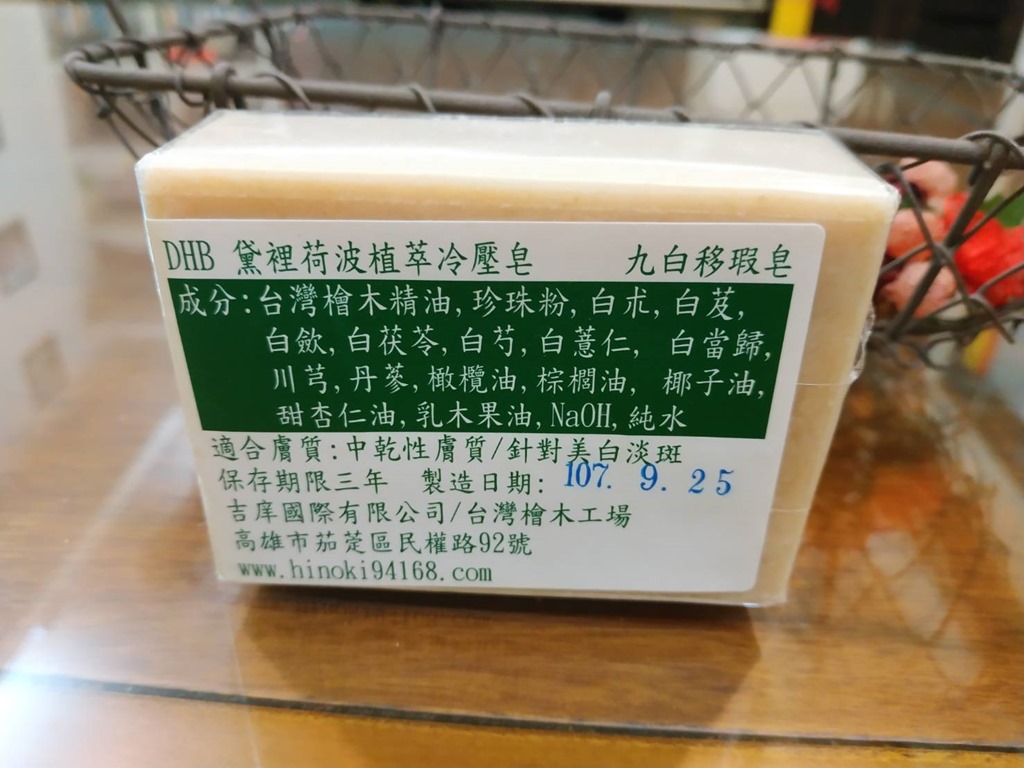 DHB 黛裡荷波植萃冷壓皂 九白移瑕皂
成分:台灣檜木精油,珍珠粉,白朮,白芨,
白歛,白茯苓,白芍,白薏仁, 白當歸,
川芎,丹蔘,橄欖油,棕櫚油, 椰子油,
甜杏仁油,乳木果油,NaOH,純水
適合膚質:中乾性膚質/針對美白淡斑
保存期限三年 製造日期: 107. 9. 25
吉庠國際有限公司/台灣檜木工場
高雄市茄萣區民權路92號
www.hinoki94168.com